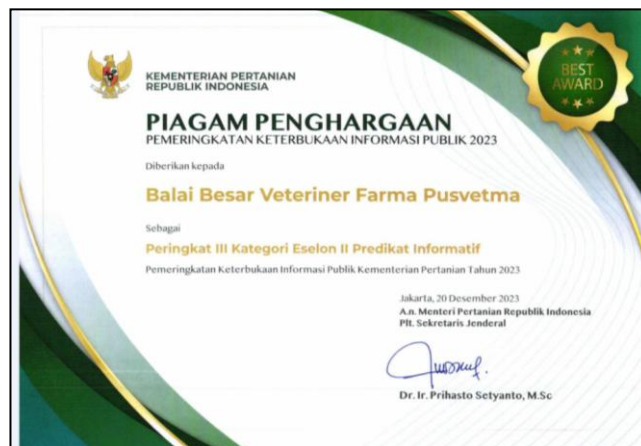 KEMENTERIAN PERTANIAN
REPUBLIK INDONESIA
BEST
AWARD
PIAGAM PENGHARGAAN
PEMERINGKATAN KETERBUKAAN INFORMASI PUBLIK 2023
Diberikan kepada
Balai Besar Veteriner Farma Pusvetma
Sebagai
Peringkat III Kategori Eselon II Predikat Informatif
Pemeringkatan Keterbukaan Informasi Publik Kementerian Pertanian Tahun 2023
Jakarta, 20 Desember 2023
A.n. Menteri Pertanian Republik Indonesia
Plt. Sekretaris Jenderal
Dr. Ir. Prihasto Setyanto, M.Sc